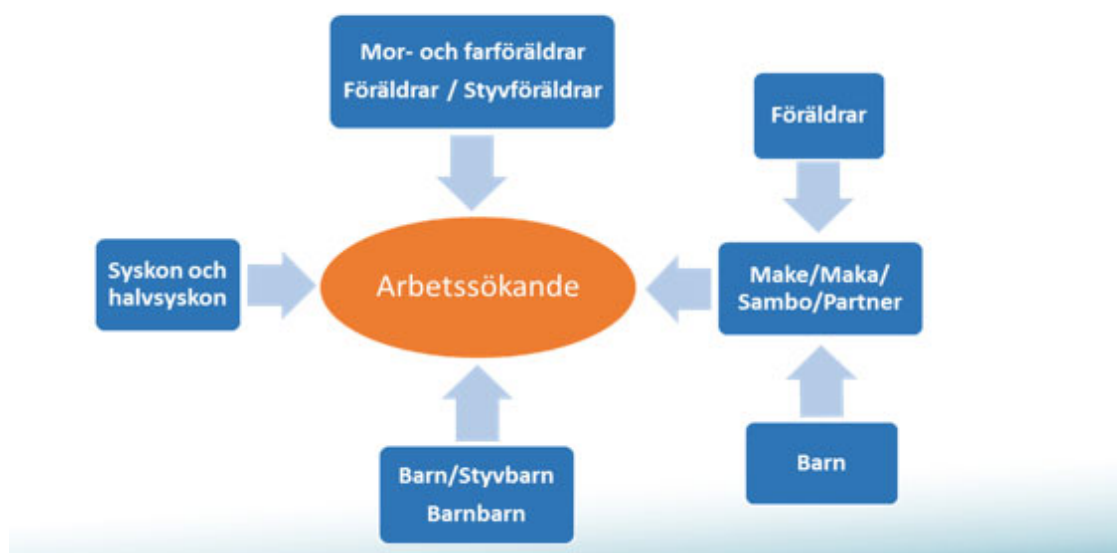 Mor- och farföräldrar
Föräldrar / Styvföräldrar
Föräldrar
Syskon och
halvsyskon
Arbetssökande
Make/Maka/
Sambo/Partner
Barn/Styvbarn
Barnbarn
Barn